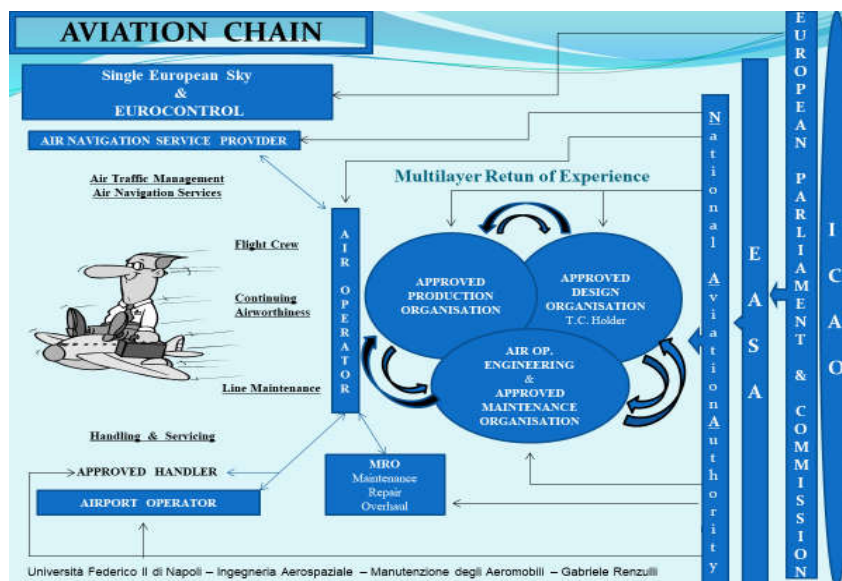 AVIATION CHAIN
Single European Sky
&
EUROCONTROL
AIR NAVIGATION SERVICE PROVIDER
Air Traffic Management
Air Navigation Services
Multilayer Retun of Experience
Flight Crew
Continuing
Airworthiness
Line Maintenance
AIR OPERATOR
APPROVED
PRODUCTION
ORGANISATION
APPROVED
DESIGN
ORGANISATION
T.C. Holder
AIR OP.
ENGINEERING
&
APPROVED
MAINTENANCE
ORGANISATION
Handling & Servicing
APPROVED HANDLER
AIRPORT OPERATOR
MRO
Maintenance
Repair
Overhaul
National Aviation Authority
EASA
EUROPEAN PARLIAMENT & COMMISSION
ICAO
Università Federico II di Napoli – Ingegneria Aerospaziale – Manutenzione degli Aeromobili – Gabriele Renzulli